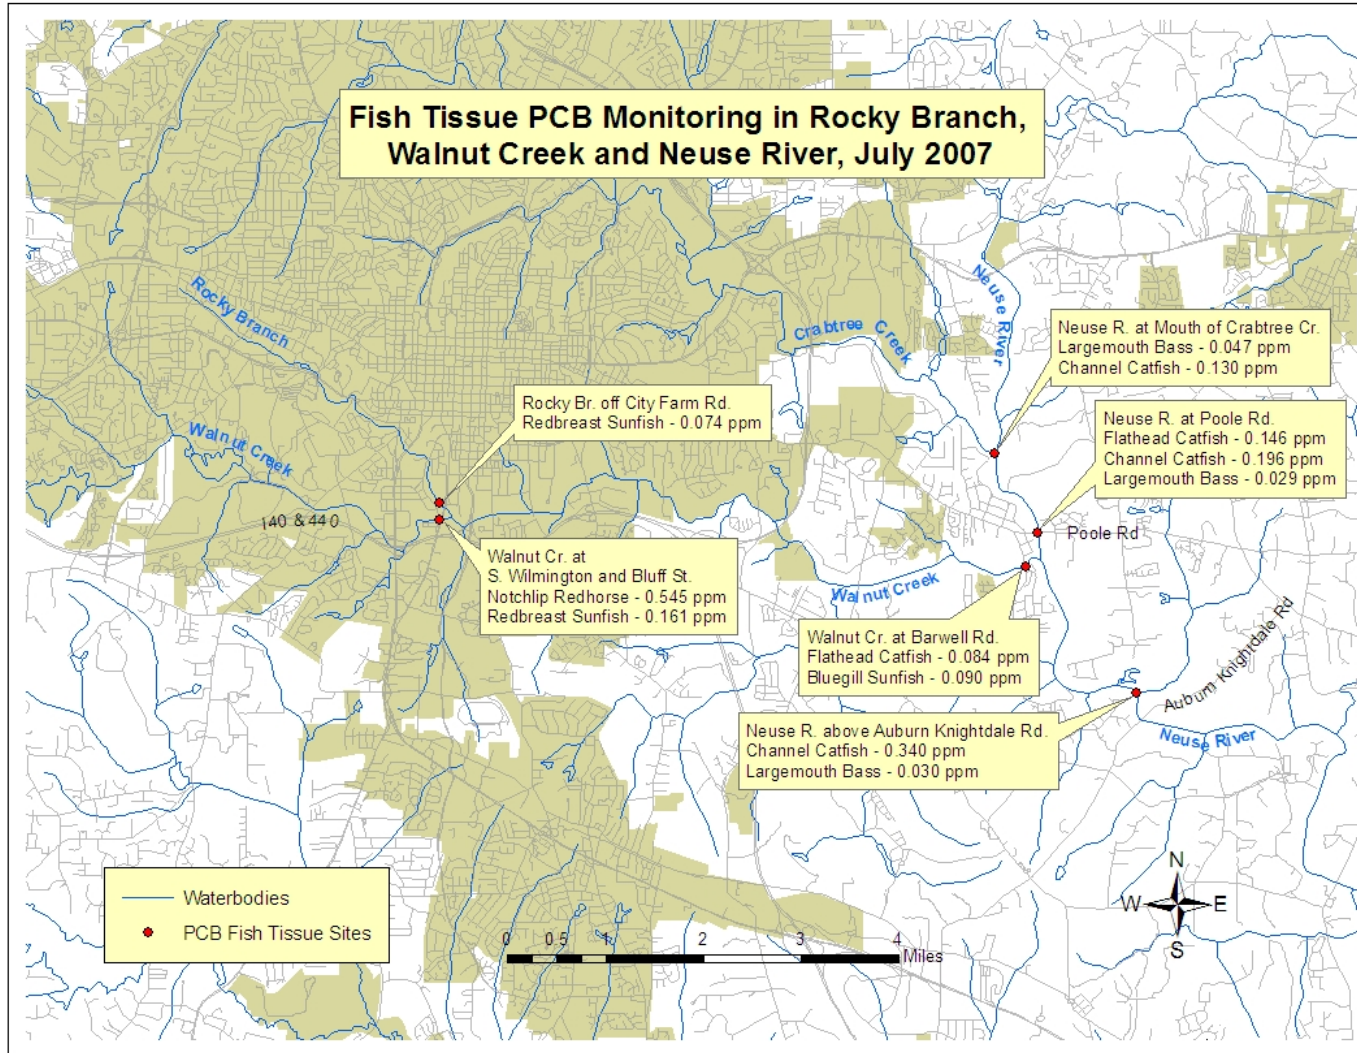 Fish Tissue PCB Monitoring in Rocky Branch,
Walnut Creek and Neuse River, July 2007
Rocky Branch
Neuse River
Crabtree Creek
Neuse R. at Mouth of Crabtree Cr.
Largemouth Bass - 0.047 ppm
Channel Catfish - 0.130 ppm
Rocky Br. off City Farm Rd.
Redbreast Sunfish - 0.074 ppm
Neuse R. at Poole Rd.
Flathead Catfish - 0.146 ppm
Channel Catfish - 0.196 ppm
Largemouth Bass - 0.029 ppm
Walnut Creek
I40 & 440
Poole Rd
Walnut Cr. at
S. Wilmington and Bluff St.
Notchlip Redhorse - 0.545 ppm
Redbreast Sunfish - 0.161 ppm
Walnut Creek
Walnut Cr. at Barwell Rd.
Flathead Catfish - 0.084 ppm
Bluegill Sunfish - 0.090 ppm
Auburn Knightdale Rd
Neuse R. above Auburn Knightdale Rd.
Channel Catfish - 0.340 ppm
Largemouth Bass - 0.030 ppm
Neuse River
Waterbodies
PCB Fish Tissue Sites
0 0.5 1 2 3 4
Miles
N
W E
S